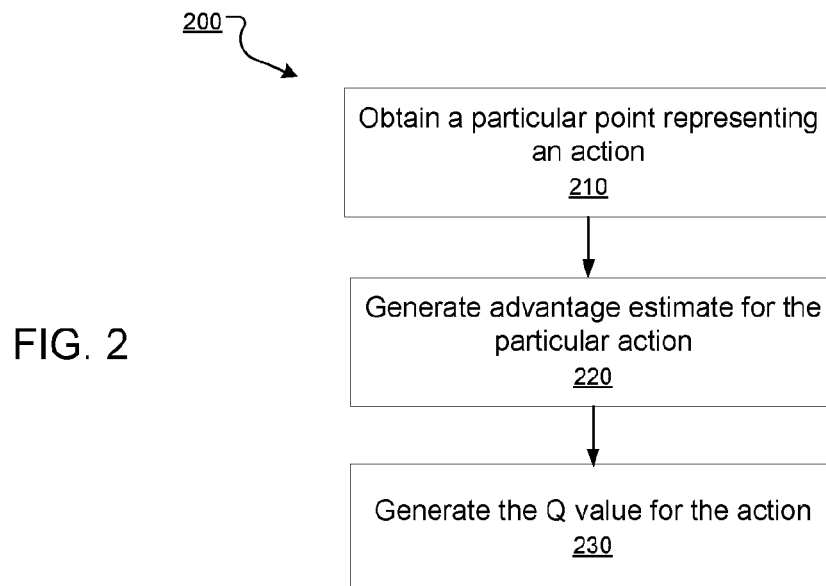 200
Obtain a particular point representing
an action
210
Generate advantage estimate for the
particular action
220
FIG. 2
Generate the Q value for the action
230